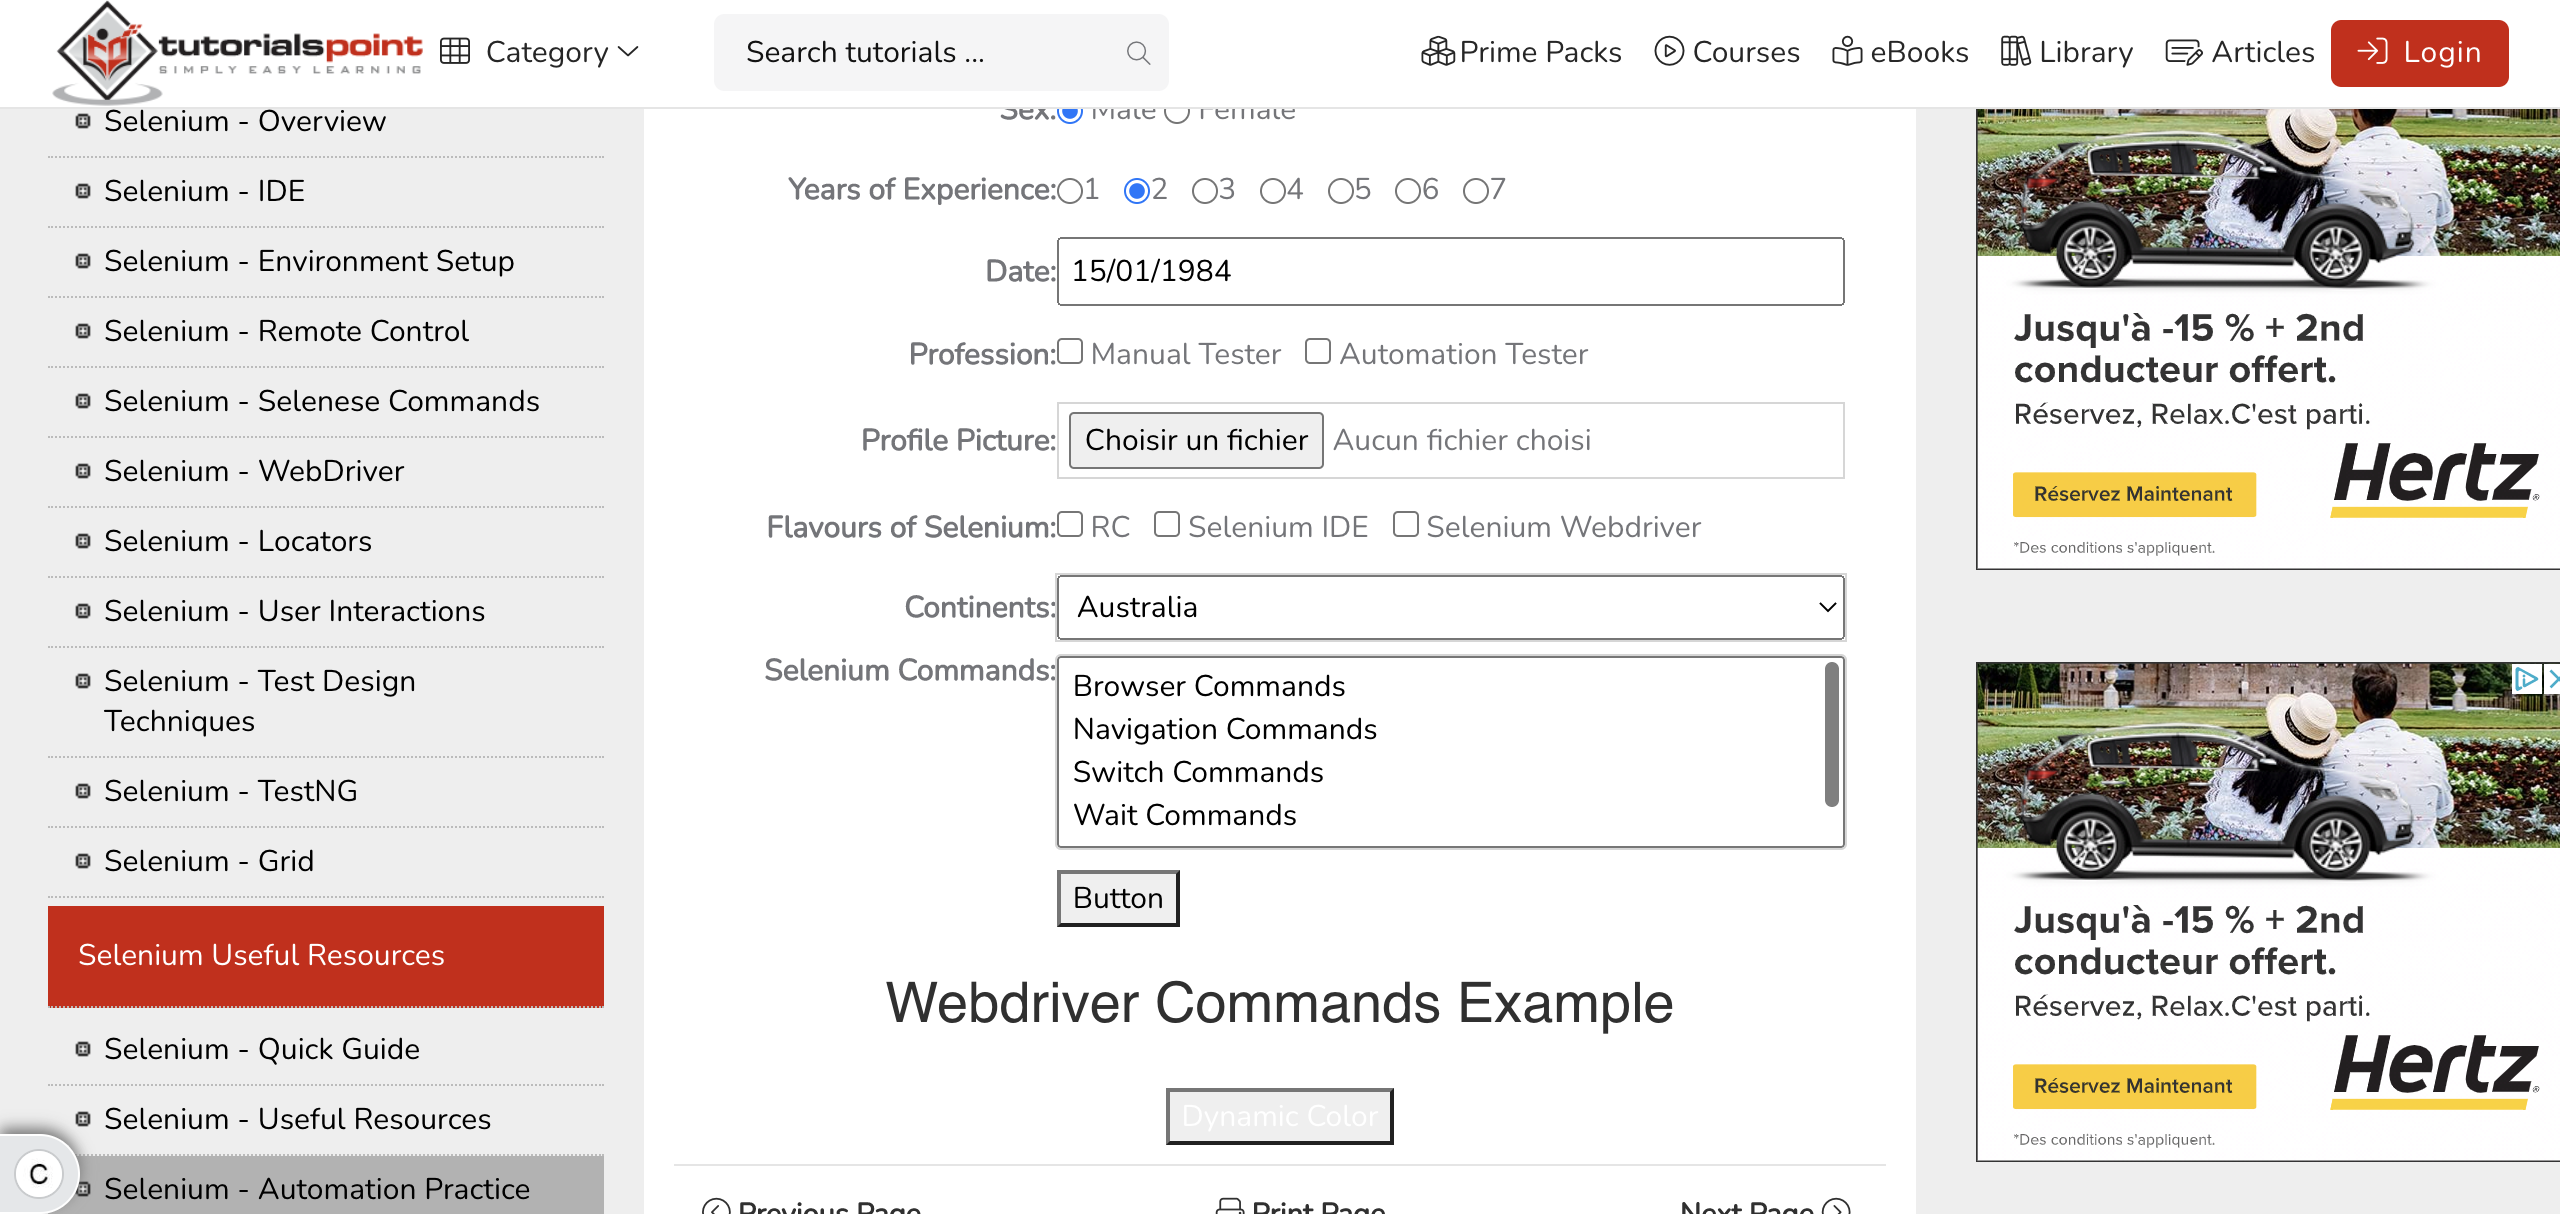 tutorialspoint
SIMPLY EASY LEARNING
Category
Search tutorials ...
Prime Packs
Courses
eBooks
Library
Articles
Login
Selenium - Overview
Selenium - IDE
Selenium - Environment Setup
Selenium - Remote Control
Selenium - Selenese Commands
Selenium - WebDriver
Selenium - Locators
Selenium - User Interactions
Selenium - Test Design
Techniques
Selenium - TestNG
Selenium - Grid
Selenium Useful Resources
Selenium - Quick Guide
Selenium - Useful Resources
Selenium - Automation Practice
C
Sex: Male Female
Years of Experience: 1 2 3 4 5 6 7
Date: 15/01/1984
Profession: Manual Tester Automation Tester
Profile Picture: Choisir un fichier Aucun fichier choisi
Flavours of Selenium: RC Selenium IDE Selenium Webdriver
Continents: Australia
Selenium Commands: Browser Commands
Navigation Commands
Switch Commands
Wait Commands
Button
Webdriver Commands Example
Dynamic Color
Previous Page
Print Page
Next Page
Jusqu'à -15 % + 2nd
conducteur offert.
Réservez, Relax.C'est parti.
Réservez Maintenant
Hertz®
*Des conditions s'appliquent.
Jusqu'à -15 % + 2nd
conducteur offert.
Réservez, Relax.C'est parti.
Réservez Maintenant
Hertz®
*Des conditions s'appliquent.